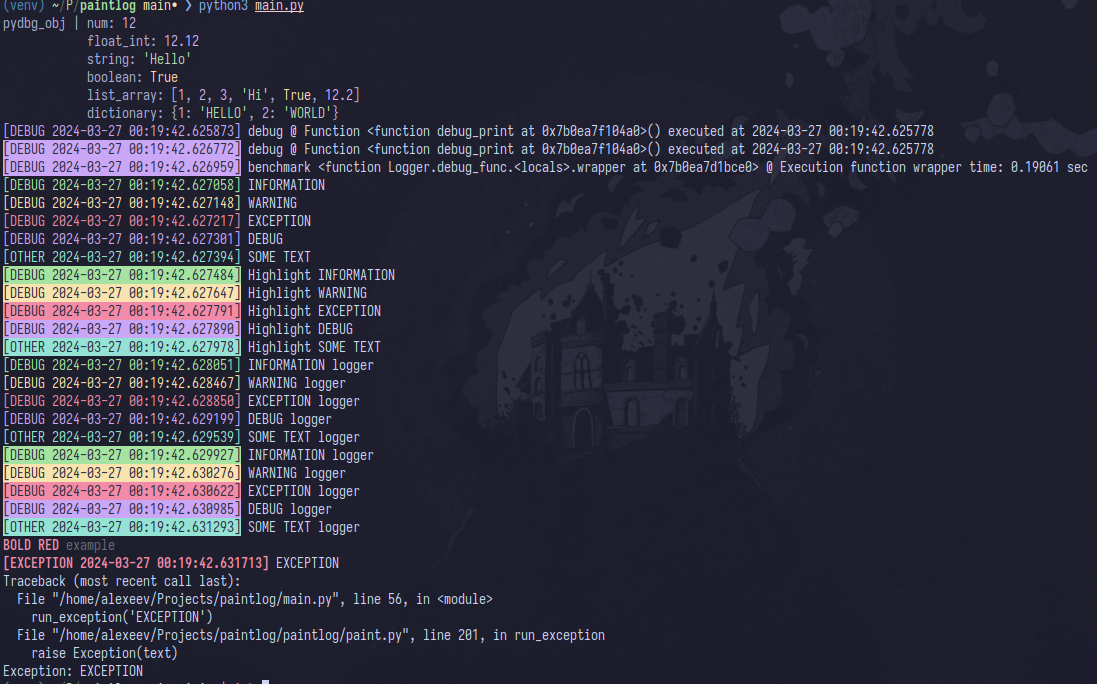 (venv) ~/P/paintlog main• ❯ python3 main.py
pydbg_obj | num: 12
            float_int: 12.12
            string: 'Hello'
            boolean: True
            list_array: [1, 2, 3, 'Hi', True, 12.2]
            dictionary: {1: 'HELLO', 2: 'WORLD'}
[DEBUG 2024-03-27 00:19:42.625873] debug @ Function <function debug_print at 0x7b0ea7f104a0>() executed at 2024-03-27 00:19:42.625778
[DEBUG 2024-03-27 00:19:42.626772] debug @ Function <function debug_print at 0x7b0ea7f104a0>() executed at 2024-03-27 00:19:42.625778
[DEBUG 2024-03-27 00:19:42.626959] benchmark <function Logger.debug_func.<locals>.wrapper at 0x7b0ea7d1bce0> @ Execution function wrapper time: 0.19061 sec
[DEBUG 2024-03-27 00:19:42.627058] INFORMATION
[DEBUG 2024-03-27 00:19:42.627148] WARNING
[DEBUG 2024-03-27 00:19:42.627217] EXCEPTION
[DEBUG 2024-03-27 00:19:42.627301] DEBUG
[OTHER 2024-03-27 00:19:42.627394] SOME TEXT
[DEBUG 2024-03-27 00:19:42.627484] Highlight INFORMATION
[DEBUG 2024-03-27 00:19:42.627647] Highlight WARNING
[DEBUG 2024-03-27 00:19:42.627791] Highlight EXCEPTION
[DEBUG 2024-03-27 00:19:42.627890] Highlight DEBUG
[OTHER 2024-03-27 00:19:42.627978] Highlight SOME TEXT
[DEBUG 2024-03-27 00:19:42.628051] INFORMATION logger
[DEBUG 2024-03-27 00:19:42.628467] WARNING logger
[DEBUG 2024-03-27 00:19:42.628850] EXCEPTION logger
[DEBUG 2024-03-27 00:19:42.629199] DEBUG logger
[OTHER 2024-03-27 00:19:42.629539] SOME TEXT logger
[DEBUG 2024-03-27 00:19:42.629927] INFORMATION logger
[DEBUG 2024-03-27 00:19:42.630276] WARNING logger
[DEBUG 2024-03-27 00:19:42.630622] EXCEPTION logger
[DEBUG 2024-03-27 00:19:42.630985] DEBUG logger
[OTHER 2024-03-27 00:19:42.631293] SOME TEXT logger
BOLD RED example
[EXCEPTION 2024-03-27 00:19:42.631713] EXCEPTION
Traceback (most recent call last):
  File "/home/alexeev/Projects/paintlog/main.py", line 56, in <module>
    run_exception('EXCEPTION')
  File "/home/alexeev/Projects/paintlog/paintlog/paint.py", line 201, in run_exception
    raise Exception(text)
Exception: EXCEPTION